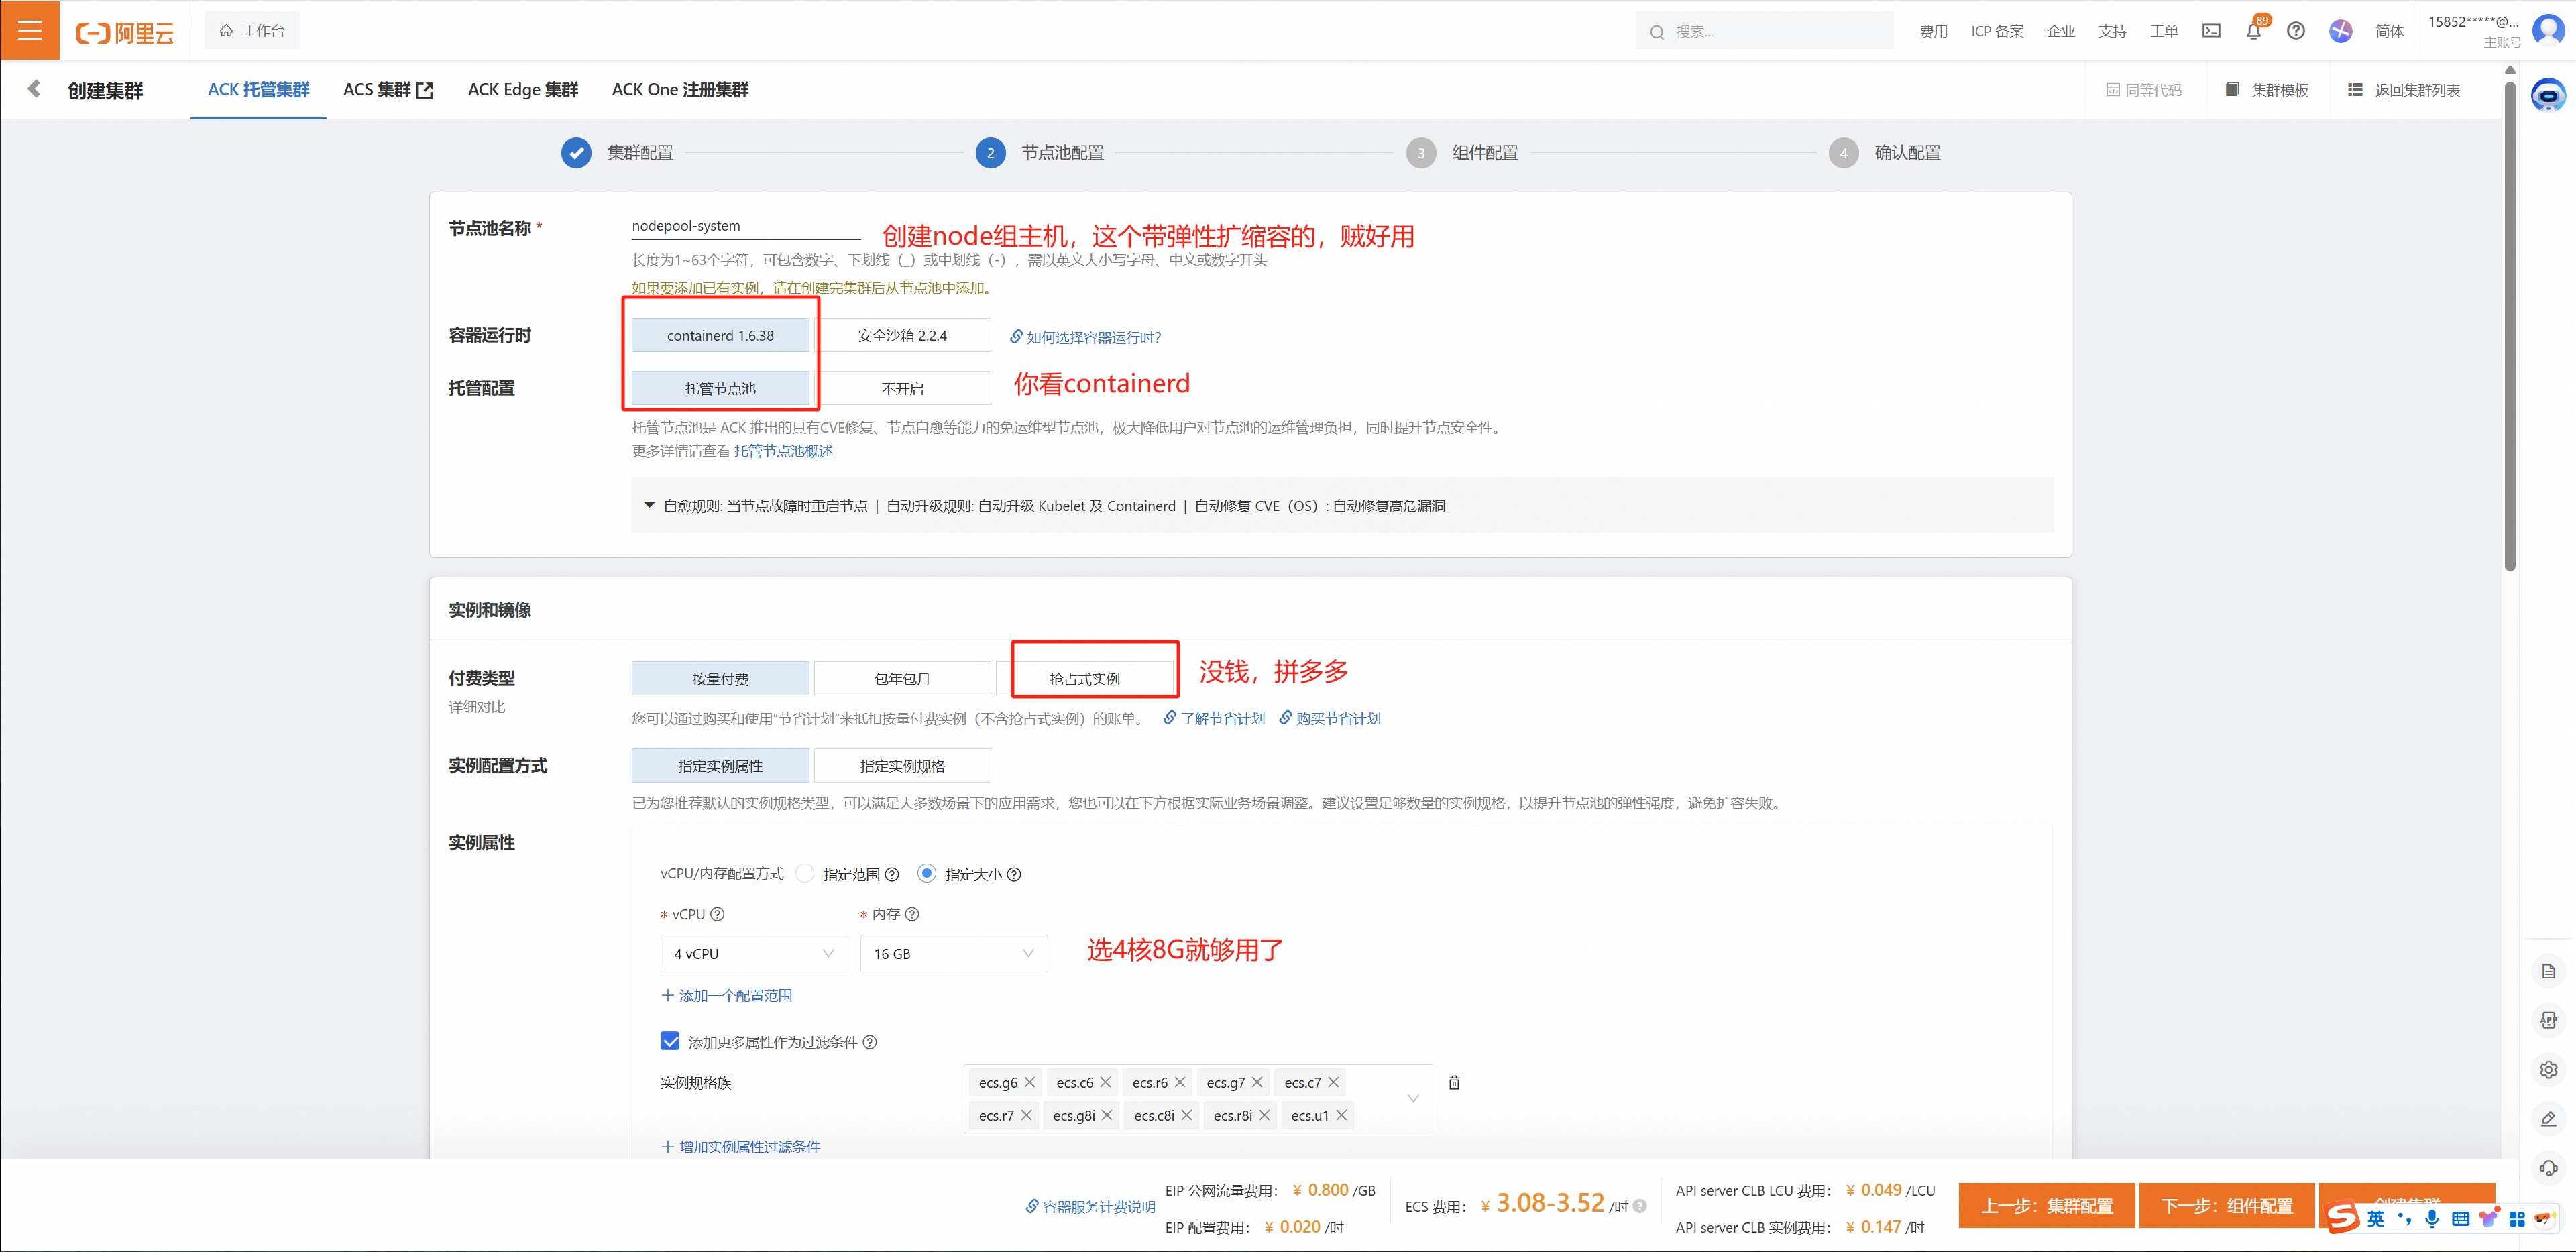 阿里云
工作台
搜索...
费用
ICP 备案
企业
支持
工单
89
简体
15852*****@...
主账号
创建集群
ACK 托管集群
ACS 集群
ACK Edge 集群
ACK One 注册集群
同等代码
集群模板
返回集群列表
集群配置
2 节点池配置
3 组件配置
4 确认配置
节点池名称 *
nodepool-system
创建node组主机，这个带弹性扩缩容的，贼好用
长度为1~63个字符，可包含数字、下划线（_）或中划线（-），需以英文大小写字母、中文或数字开头
如果要添加已有实例，请在创建完集群后从节点池中添加。
容器运行时
containerd 1.6.38
安全沙箱 2.2.4
如何选择容器运行时?
托管配置
托管节点池
不开启
你看containerd
托管节点池是 ACK 推出的具有CVE修复、节点自愈等能力的免运维型节点池，极大降低用户对节点池的运维管理负担，同时提升节点安全性。
更多详情请查看 托管节点池概述
自愈规则: 当节点故障时重启节点 | 自动升级规则: 自动升级 Kubelet 及 Containerd | 自动修复 CVE（OS）: 自动修复高危漏洞
实例和镜像
付费类型
详细对比
按量付费
包年包月
抢占式实例
没钱，拼多多
您可以通过购买和使用“节省计划”来抵扣按量付费实例（不含抢占式实例）的账单。
了解节省计划
购买节省计划
实例配置方式
指定实例属性
指定实例规格
已为您推荐默认的实例规格类型，可以满足大多数场景下的应用需求，您也可以在下方根据实际业务场景调整。建议设置足够数量的实例规格，以提升节点池的弹性强度，避免扩容失败。
实例属性
vCPU/内存配置方式
指定范围
指定大小
* vCPU
* 内存
4 vCPU
16 GB
选4核8G就够用了
+ 添加一个配置范围
添加更多属性作为过滤条件
实例规格族
ecs.g6 ecs.c6 ecs.r6 ecs.g7 ecs.c7
ecs.r7 ecs.g8i ecs.c8i ecs.r8i ecs.u1
+ 增加实例属性过滤条件
容器服务计费说明
EIP 公网流量费用： ¥ 0.800 /GB
EIP 配置费用： ¥ 0.020 /时
ECS 费用： ¥ 3.08-3.52 /时
API server CLB LCU 费用： ¥ 0.049 /LCU
API server CLB 实例费用： ¥ 0.147 /时
上一步：集群配置
下一步：组件配置
英
APP